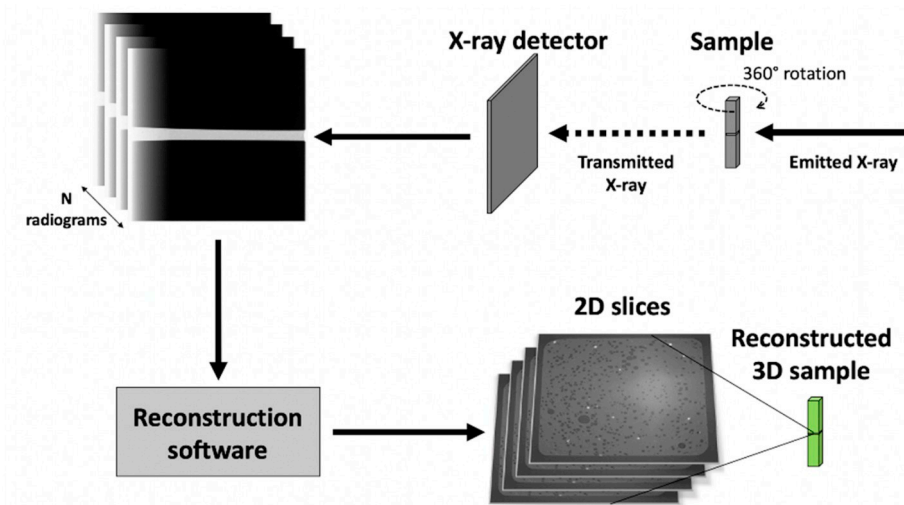 X-ray detector
Sample
360° rotation
Transmitted
X-ray
Emitted X-ray
N
radiograms
2D slices
Reconstructed
3D sample
Reconstruction
software